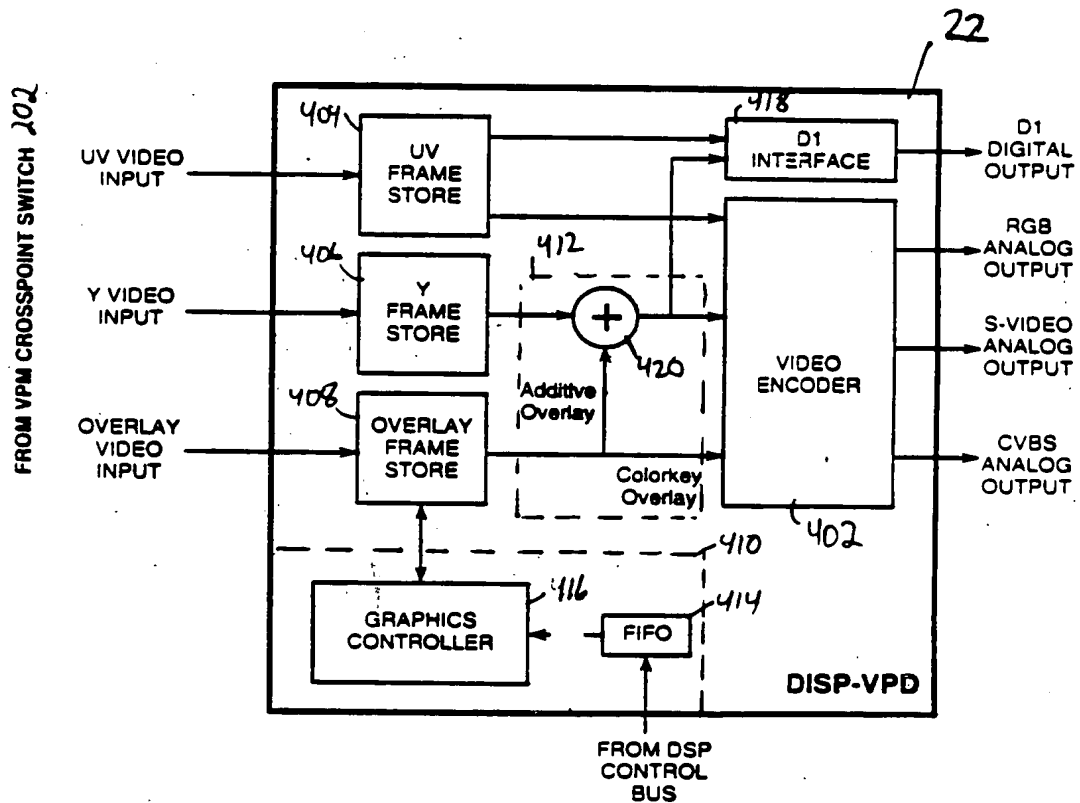 22
FROM VPM CROSSPOINT SWITCH 202
UV VIDEO
INPUT
404
UV
FRAME
STORE
418
D1
INTERFACE
D1
DIGITAL
OUTPUT
Y VIDEO
INPUT
406
Y
FRAME
STORE
412
+
420
Additive
Overlay
RGB
ANALOG
OUTPUT
S-VIDEO
ANALOG
OUTPUT
VIDEO
ENCODER
402
OVERLAY
VIDEO
INPUT
408
OVERLAY
FRAME
STORE
Colorkey
Overlay
CVBS
ANALOG
OUTPUT
410
GRAPHICS
CONTROLLER
416
FIFO
414
DISP-VPD
FROM DSP
CONTROL
BUS